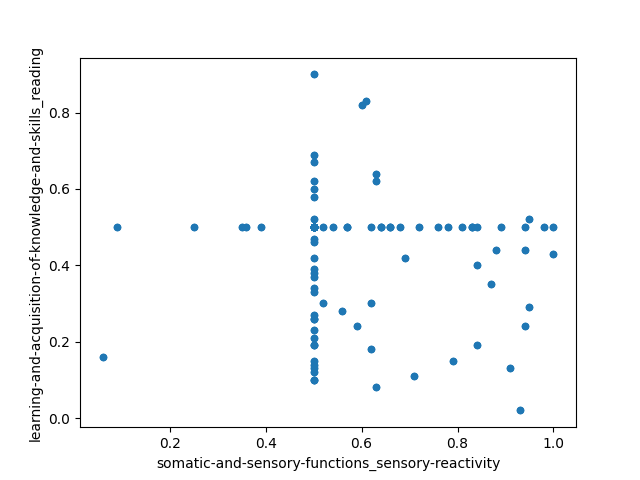 learning-and-acquisition-of-knowledge-and-skills_reading
0.8
0.6
0.4
0.2
0.0
0.2 0.4 0.6 0.8 1.0
somatic-and-sensory-functions_sensory-reactivity